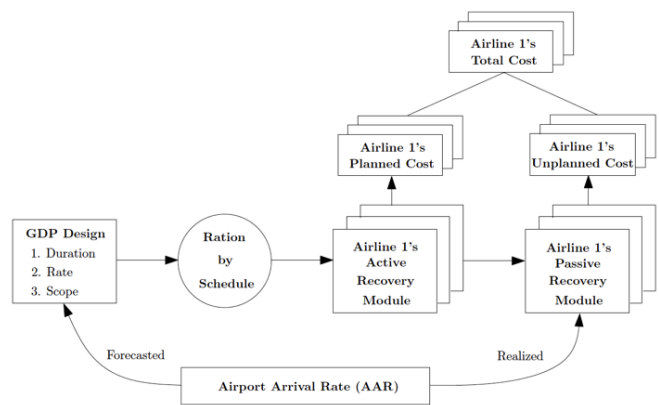 Airline 1's
Total Cost
Airline 1's
Planned Cost
Airline 1's
Unplanned Cost
GDP Design
1. Duration
2. Rate
3. Scope
Ration
by
Schedule
Airline 1's
Active
Recovery
Module
Airline 1's
Passive
Recovery
Module
Forecasted
Realized
Airport Arrival Rate (AAR)